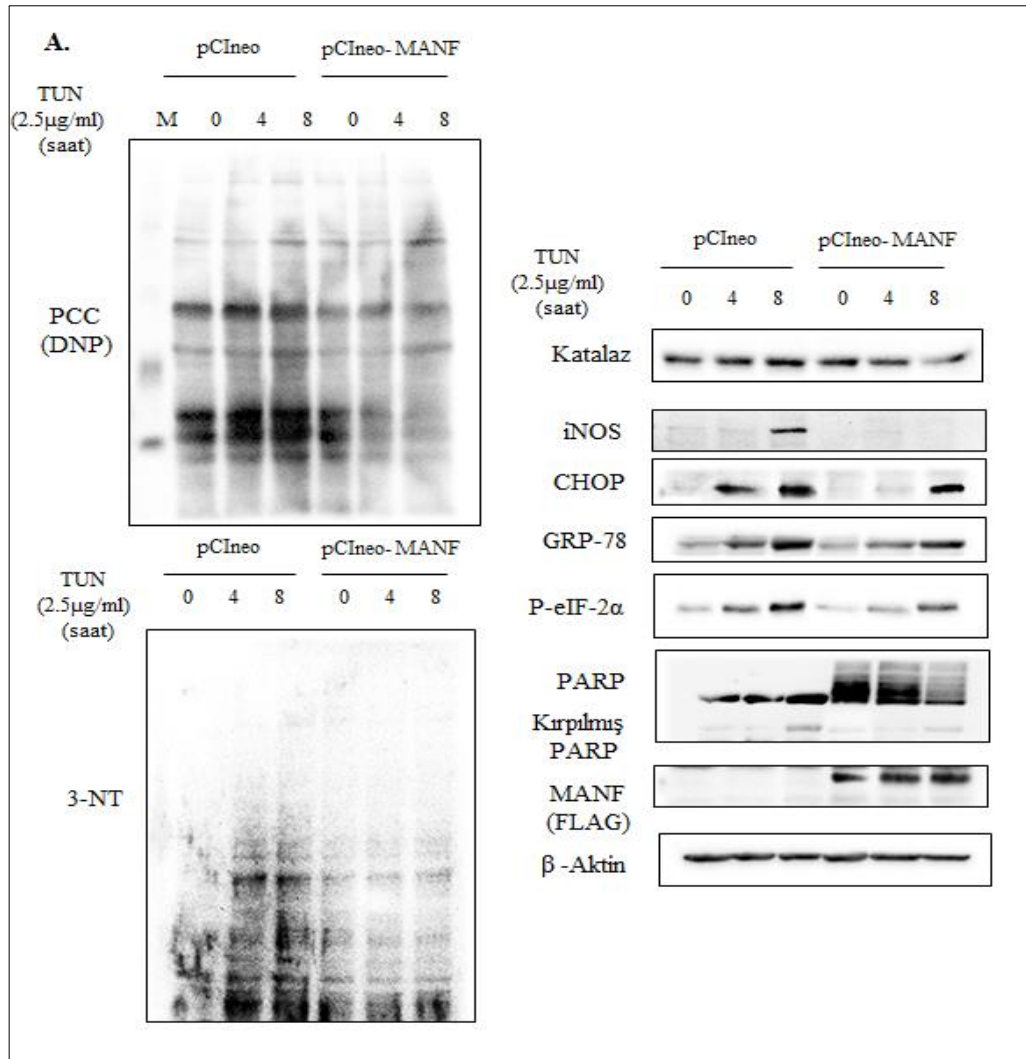 A.
pCIneo
pCIneo- MANF
TUN
(2.5µg/ml)
(saat)
M 0 4 8 0 4 8
PCC
(DNP)
pCIneo
pCIneo- MANF
TUN
(2.5µg/ml)
(saat)
0 4 8 0 4 8
3-NT
pCIneo
pCIneo- MANF
TUN
(2.5µg/ml)
(saat)
0 4 8 0 4 8
Katalaz
iNOS
CHOP
GRP-78
P-eIF-2α
PARP
Kırpılmış
PARP
MANF
(FLAG)
β -Aktin